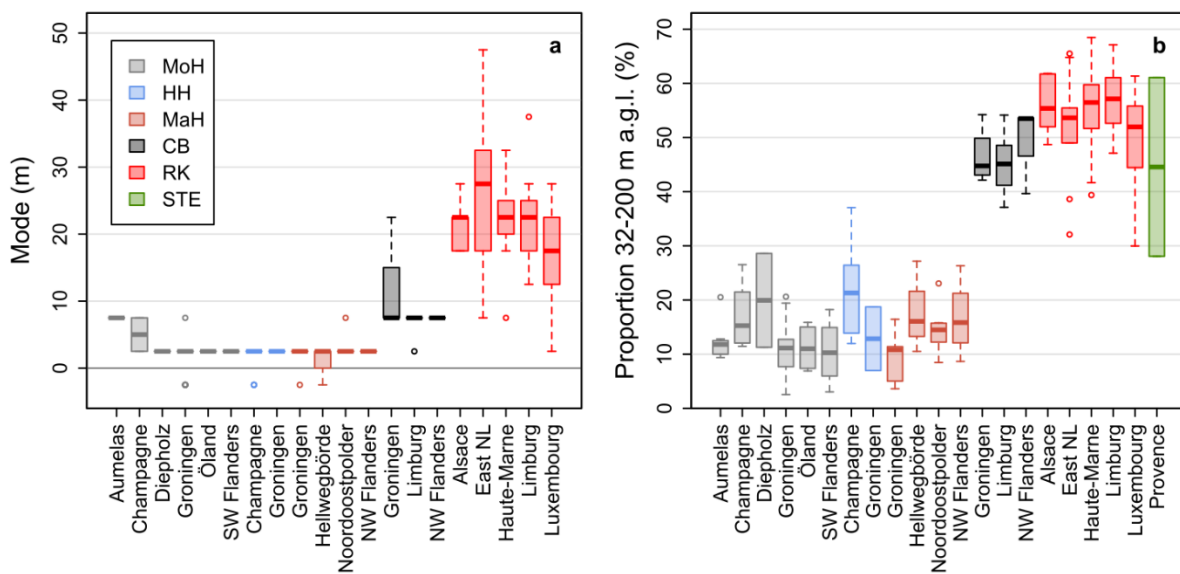 a
Mode (m)
50
40
30
20
10
0
MoH
HH
MaH
CB
RK
STE
Aumelas
Champagne
Diepholz
Groningen
Öland
SW Flanders
Champagne
Groningen
Groningen
Hellwegbörde
Noordoostpolder
NW Flanders
Groningen
Limburg
NW Flanders
Alsace
East NL
Haute-Marne
Limburg
Luxembourg
b
Proportion 32-200 m a.g.l. (%)
70
60
50
40
30
20
10
0
Aumelas
Champagne
Diepholz
Groningen
Öland
SW Flanders
Champagne
Groningen
Groningen
Hellwegbörde
Noordoostpolder
NW Flanders
Groningen
Limburg
NW Flanders
Alsace
East NL
Haute-Marne
Limburg
Luxembourg
Provence